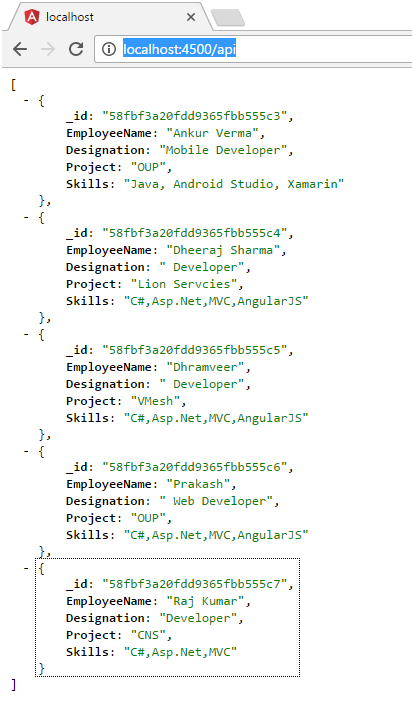 localhost
localhost:4500/api
[
- {
_id: "58fbf3a20fdd9365fbb555c3",
EmployeeName: "Ankur Verma",
Designation: "Mobile Developer",
Project: "OUP",
Skills: "Java, Android Studio, Xamarin"
},
- {
_id: "58fbf3a20fdd9365fbb555c4",
EmployeeName: "Dheeraj Sharma",
Designation: " Developer",
Project: "Lion Servcies",
Skills: "C#,Asp.Net,MVC,AngularJS"
},
- {
_id: "58fbf3a20fdd9365fbb555c5",
EmployeeName: "Dhramveer",
Designation: " Developer",
Project: "VMesh",
Skills: "C#,Asp.Net,MVC,AngularJS"
},
- {
_id: "58fbf3a20fdd9365fbb555c6",
EmployeeName: "Prakash",
Designation: " Web Developer",
Project: "OUP",
Skills: "C#,Asp.Net,MVC,AngularJS"
},
- {
_id: "58fbf3a20fdd9365fbb555c7",
EmployeeName: "Raj Kumar",
Designation: "Developer",
Project: "CNS",
Skills: "C#,Asp.Net,MVC"
}
]